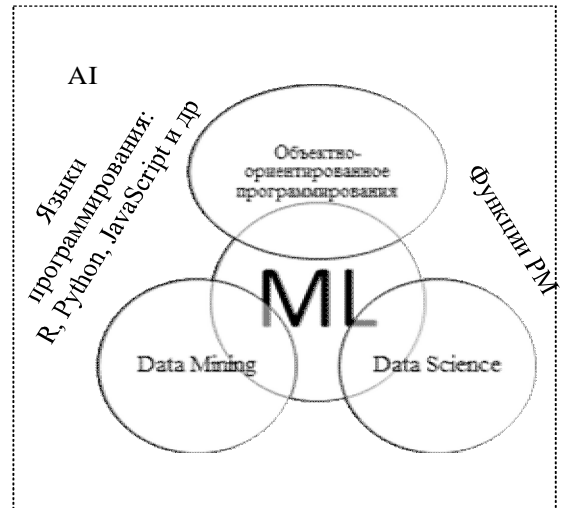 AI
Языки
программирования:
R, Python, JavaScript и др
Объектно-
ориентированное
программирования
Функции PM
ML
Data Mining
Data Science